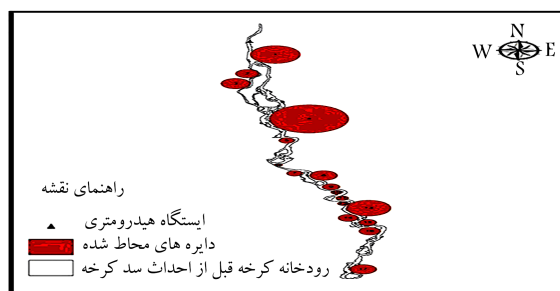 N
W E
S
راهنمای نقشه
ایستگاه هیدرومتری
دایره های محاط شده
رودخانه کرخه قبل از احداث سد کرخه